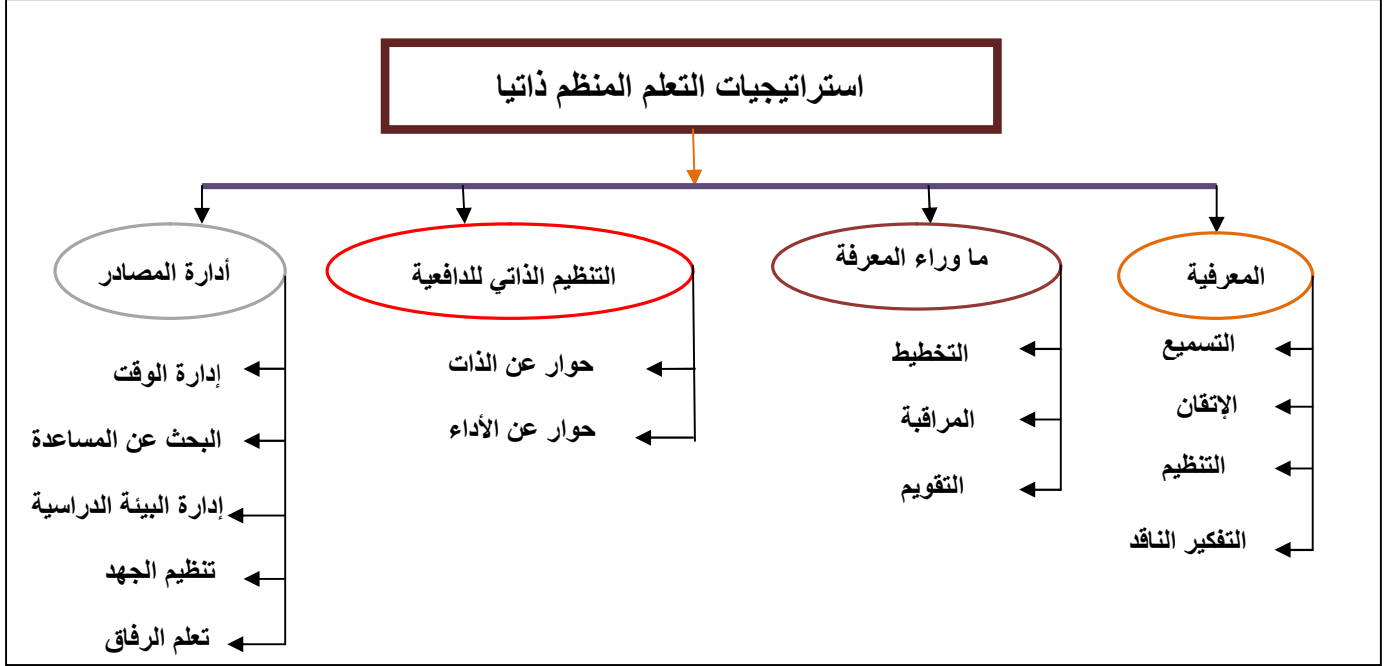 استراتيجيات التعلم المنظم ذاتيا
المعرفية
التسميع
الإتقان
التنظيم
التفكير الناقد
ما وراء المعرفة
التخطيط
المراقبة
التقويم
التنظيم الذاتي للدافعية
حوار عن الذات
حوار عن الأداء
أدارة المصادر
إدارة الوقت
البحث عن المساعدة
إدارة البيئة الدراسية
تنظيم الجهد
تعلم الرفاق